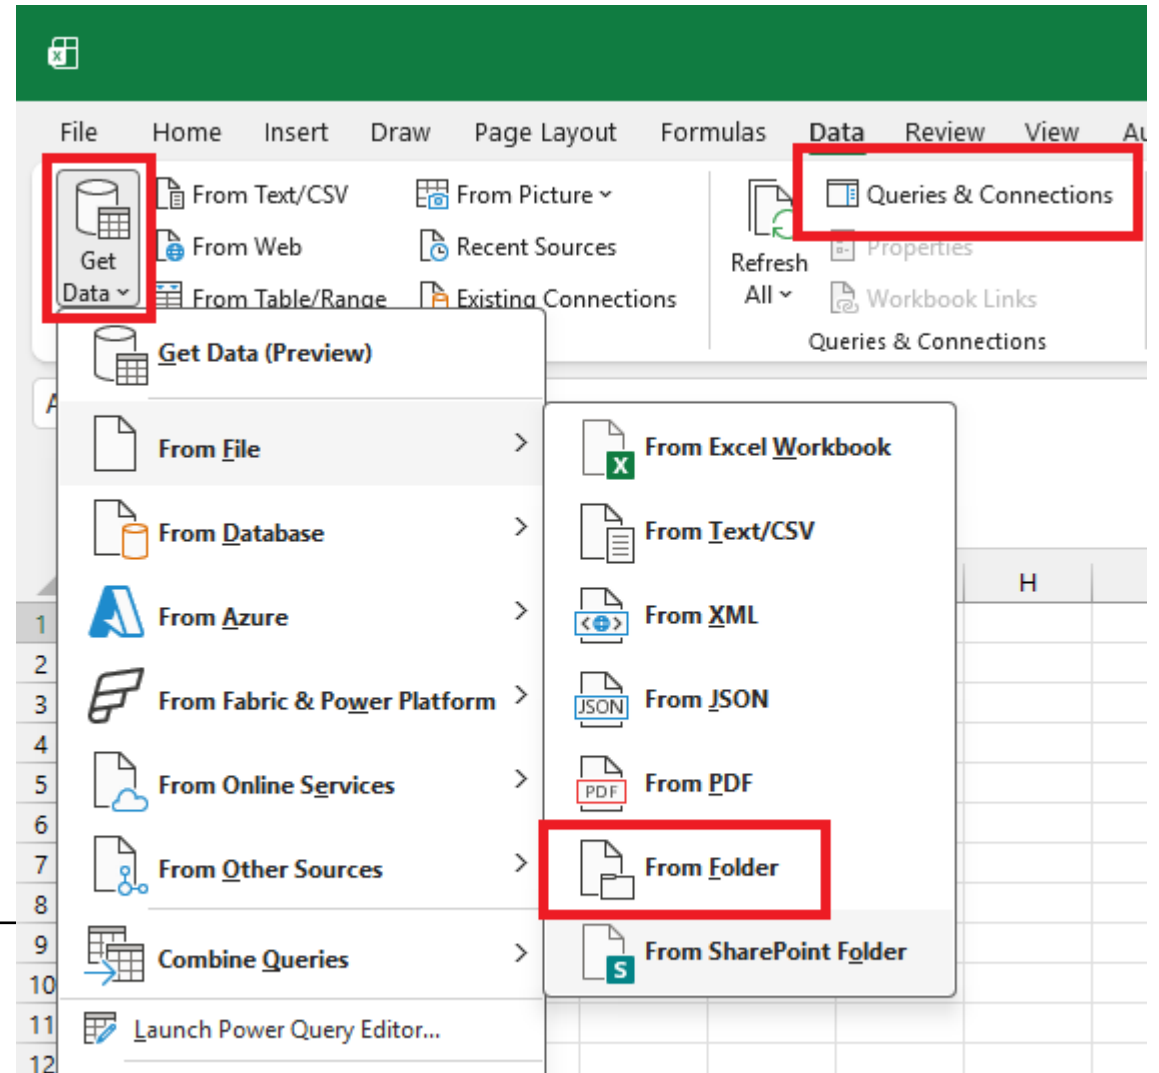 File Home Insert Draw Page Layout Formulas Data Review View
From Text/CSV From Picture Queries & Connections
From Web Recent Sources Properties
Get Data
From Table/Range Existing Connections Refresh All Workbook Links
Queries & Connections
Get Data (Preview)
From File
From Database
From Azure
From Fabric & Power Platform
From Online Services
From Other Sources
Combine Queries
Launch Power Query Editor...
From Excel Workbook
X
From Text/CSV
From XML
JSON From JSON
PDF From PDF
From Folder
S From SharePoint Folder
H
1
2
3
4
5
6
7
8
9
10
11
12